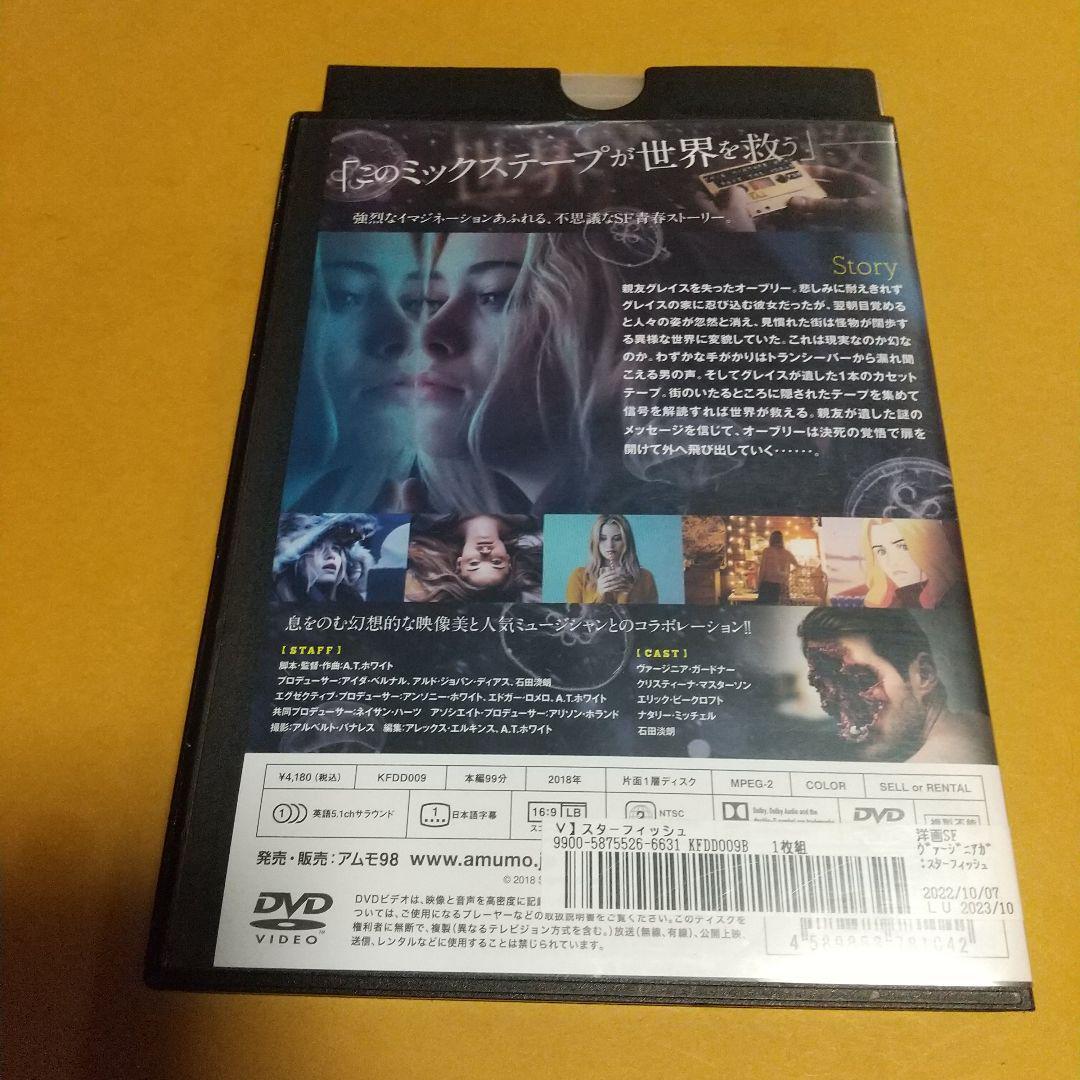 「このミックステープが世界を救う」
強烈なイマジネーションあふれる、不思議なSF青春ストーリー。
Story
親友グレイスを失ったオーブリー。悲しみに耐えきれず
グレイスの家に忍び込む彼女だったが、翌朝目覚める
と人々の姿が忽然と消え、見慣れた街は怪物が闊歩す
る異様な世界に変貌していた。これは現実なのか幻な
のか。わずかな手がかりはトランシーバーから漏れ聞
こえる男の声。そしてグレイスが遺した1本のカセット
テープ。街のいたるところに隠されたテープを集めて
信号を解読すれば世界が救える。親友が遺した謎の
メッセージを信じて、オーブリーは決死の覚悟で扉を
開けて外へ飛び出していく……。
息をのむ幻想的な映像美と人気ミュージシャンとのコラボレーション!!
[STAFF]
脚本・監督・作曲:A.T.ホワイト
プロデューサー:アイダ・ベルナル、アルド・ジョバン・ディアス、石田淡朗
エグゼクティブ・プロデューサー:アンソニー・ホワイト、エドガー・ロメロ、A.T.ホワイト
共同プロデューサー:ネイサン・ハーツ アソシエイト・プロデューサー:アリソン・ホランド
撮影:アルベルト・バナレス 編集:アレックス・エルキンス、A.T.ホワイト
[CAST]
ヴァージニア・ガードナー
クリスティーナ・マスターソン
エリック・ビークロフト
ナタリー・ミッチェル
石田淡朗
¥4,180(税込) KFDD009 本編99分 2018年 片面1層ディスク MPEG-2 COLOR SELL or RENTAL
1 英語5.1chサラウンド 1 日本語字幕 16:9 LB 2 NTSC Dolby, Dolby Audio and the DVD 複製不能
発売・販売:アムモ98 www.amumo.j
© 2018 S
V】スターフィッシュ
9900-5875526-6631 KFDD009B 1枚組
洋画SF
ヴァージニアガ
:スターフィッシュ
2022/10/07
LU 2023/10
DVD
VIDEO
DVDビデオは、映像と音声を高密度に記
ついては、ご使用になるプレーヤーなどの取扱説明書をご覧ください。このディスクを
権利者に無断で、複製(異なるテレビジョン方式を含む。)放送(無線、有線)、公開上映、
送信、レンタルなどに使用することは禁じられています。